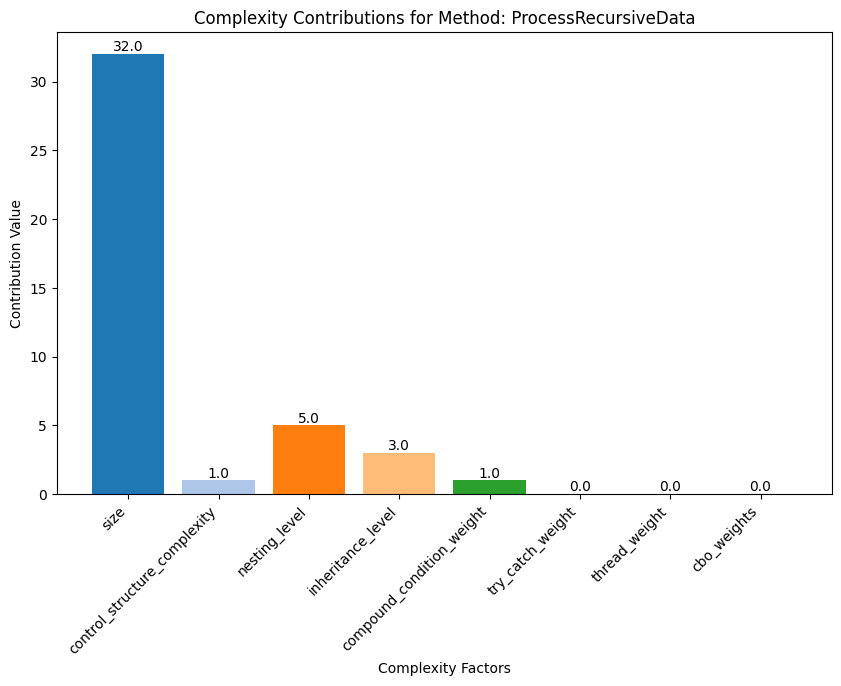 Complexity Contributions for Method: ProcessRecursiveData
Contribution Value
30
25
20
15
10
5
0
32.0
1.0
5.0
3.0
1.0
0.0
0.0
0.0
size
control_structure_complexity
nesting_level
inheritance_level
compound_condition_weight
try_catch_weight
thread_weight
cbo_weights
Complexity Factors